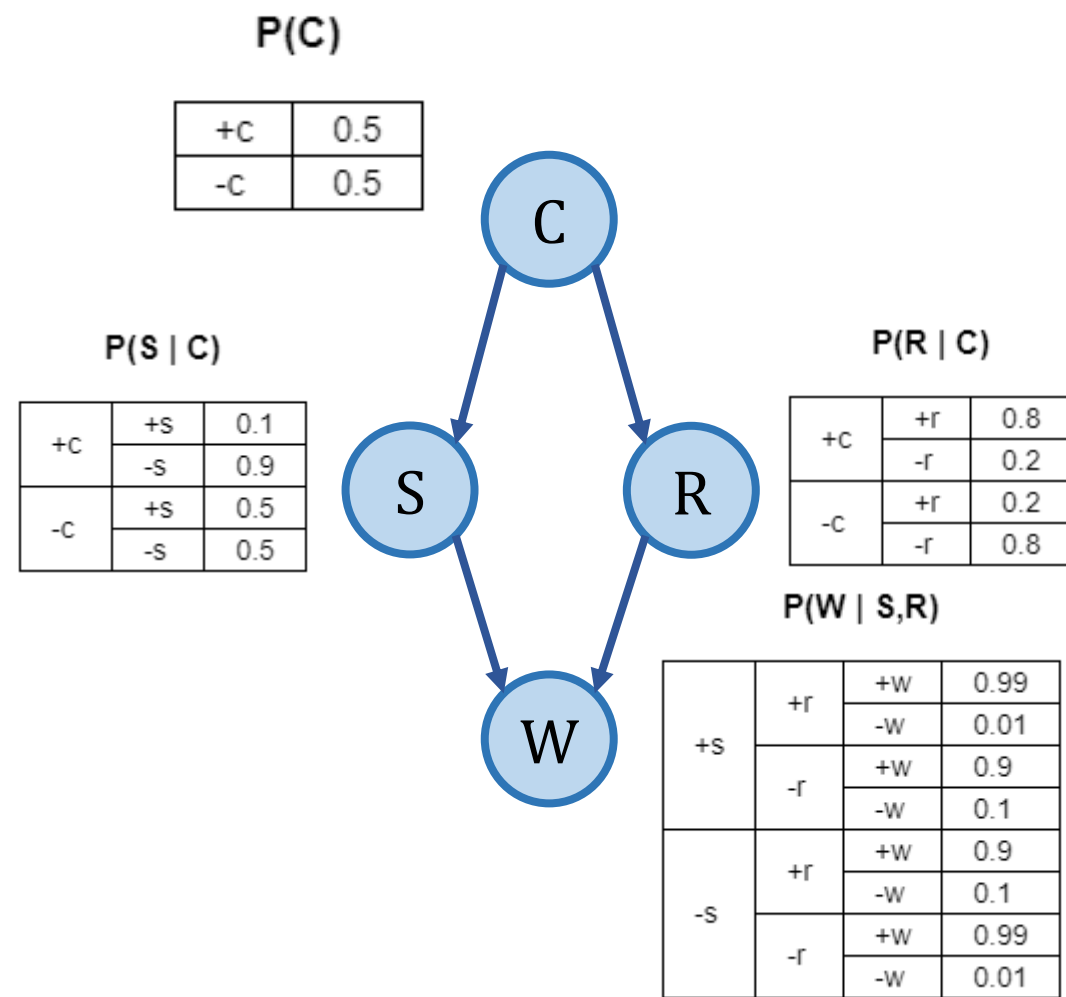 P(C)
+c 0.5
-c 0.5
C
P(S | C)
+c +s 0.1
-s 0.9
-c +s 0.5
-s 0.5
P(R | C)
+c +r 0.8
-r 0.2
-c +r 0.2
-r 0.8
S
R
P(W | S,R)
+s +r +w 0.99
-w 0.01
-r +w 0.9
-w 0.1
-s +r +w 0.9
-w 0.1
-r +w 0.99
-w 0.01
W